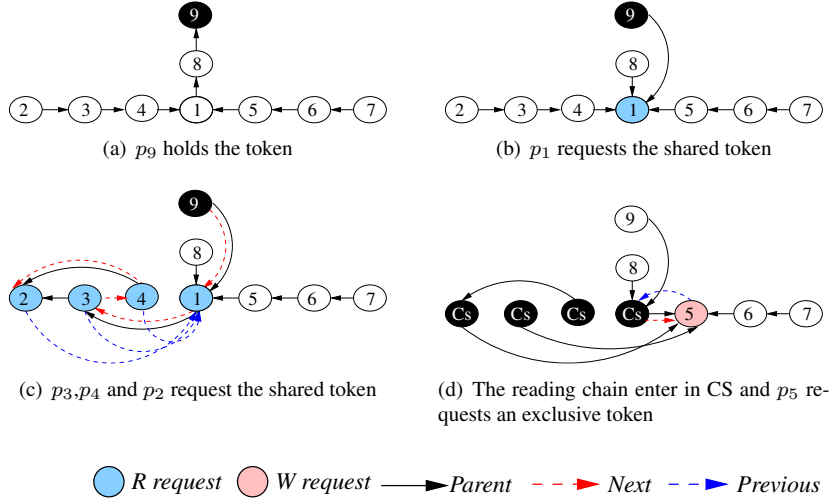 9 9
8 8
2 3 4 1 5 6 7 2 3 4 1 5 6 7
(a) p9 holds the token (b) p1 requests the shared token
9 9
8 8
2 3 4 1 5 6 7 Cs Cs Cs Cs 5 6 7
(c) p3,p4 and p2 request the shared token (d) The reading chain enter in CS and p5 re-
quests an exclusive token
R request W request Parent Next Previous